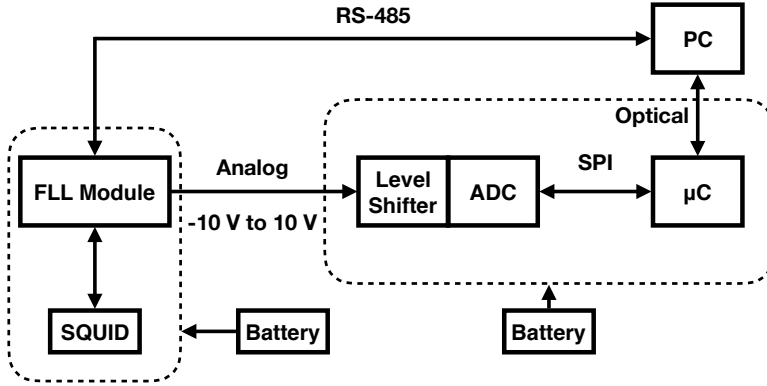 RS-485
PC
Optical
FLL Module
Analog
-10 V to 10 V
Level
Shifter
ADC
SPI
µC
SQUID
Battery
Battery